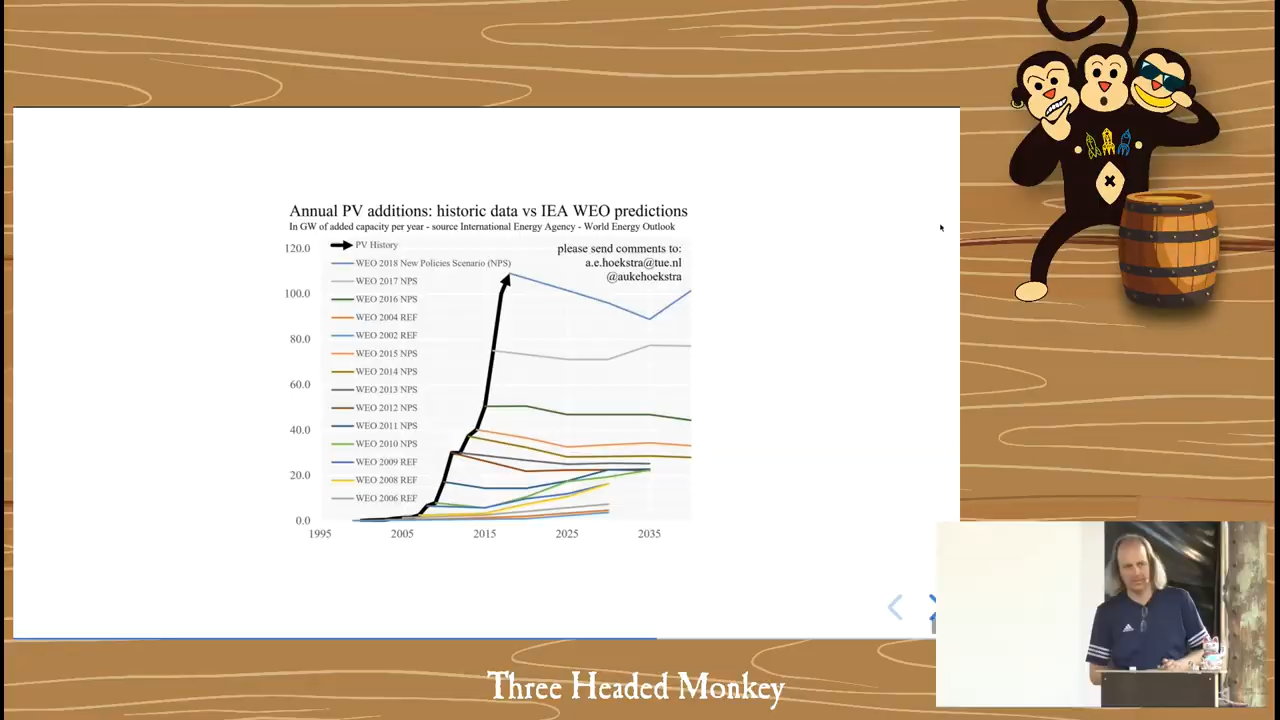 Annual PV additions: historic data vs IEA WEO predictions
In GW of added capacity per year - source International Energy Agency - World Energy Outlook
120.0
100.0
80.0
60.0
40.0
20.0
0.0
PV History
WEO 2018 New Policies Scenario (NPS)
WEO 2017 NPS
WEO 2016 NPS
WEO 2004 REF
WEO 2002 REF
WEO 2015 NPS
WEO 2014 NPS
WEO 2013 NPS
WEO 2012 NPS
WEO 2011 NPS
WEO 2010 NPS
WEO 2009 REF
WEO 2008 REF
WEO 2006 REF
please send comments to:
a.e.hoekstra@tue.nl
@aukehoekstra
1995 2005 2015 2025 2035
adidas
Three Headed Monkey